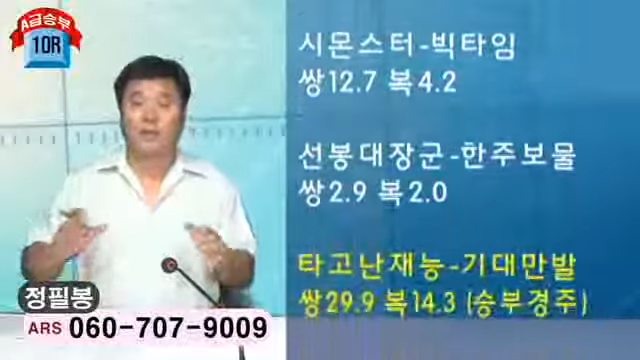 A급승부
10R
시몬스터-빅타임
쌍12.7 복4.2
선봉대장군-한주보물
쌍2.9 복2.0
타고난재능-기대만발
쌍29.9 복14.3 (승부경주)
정필봉
ARS 060-707-9009